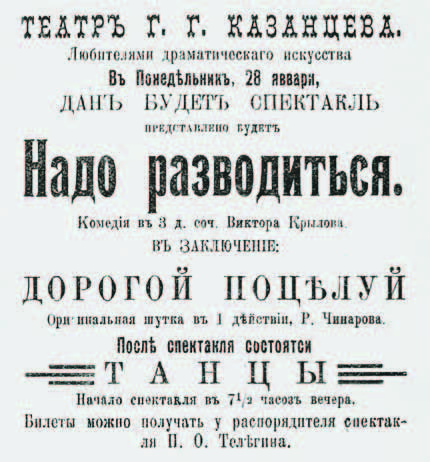 ТЕАТРЪ Г. Г. КАЗАНЦЕВА.
Любителями драматическаго искусства
Въ Понедѣльникъ, 28 января,
ДАНЪ БУДЕТЪ СПЕКТАКЛЬ
ПРЕДСТАВЛЕНО БУДЕТЪ
Надо разводиться.
Комедія въ 3 д. соч. Виктора Крылова.
ВЪ ЗАКЛЮЧЕНІЕ:
ДОРОГОЙ ПОЦѢЛУЙ
Оригинальная шутка въ 1 дѣйствіи, Р. Чинарова.
Послѣ спектакля состоятся
ТАНЦЫ
Начало спектакля въ 7½ часовъ вечера.
Билеты можно получать у распорядителя спектак-
ля П. О. Телѣгина.